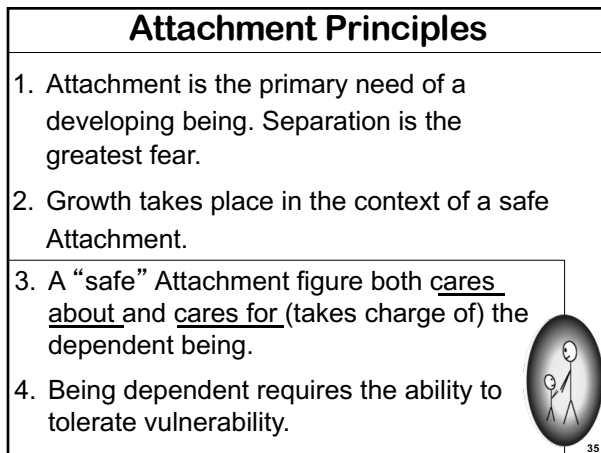 Attachment Principles
1. Attachment is the primary need of a
developing being. Separation is the
greatest fear.
2. Growth takes place in the context of a safe
Attachment.
3. A “safe” Attachment figure both cares
about and cares for (takes charge of) the
dependent being.
4. Being dependent requires the ability to
tolerate vulnerability.
35